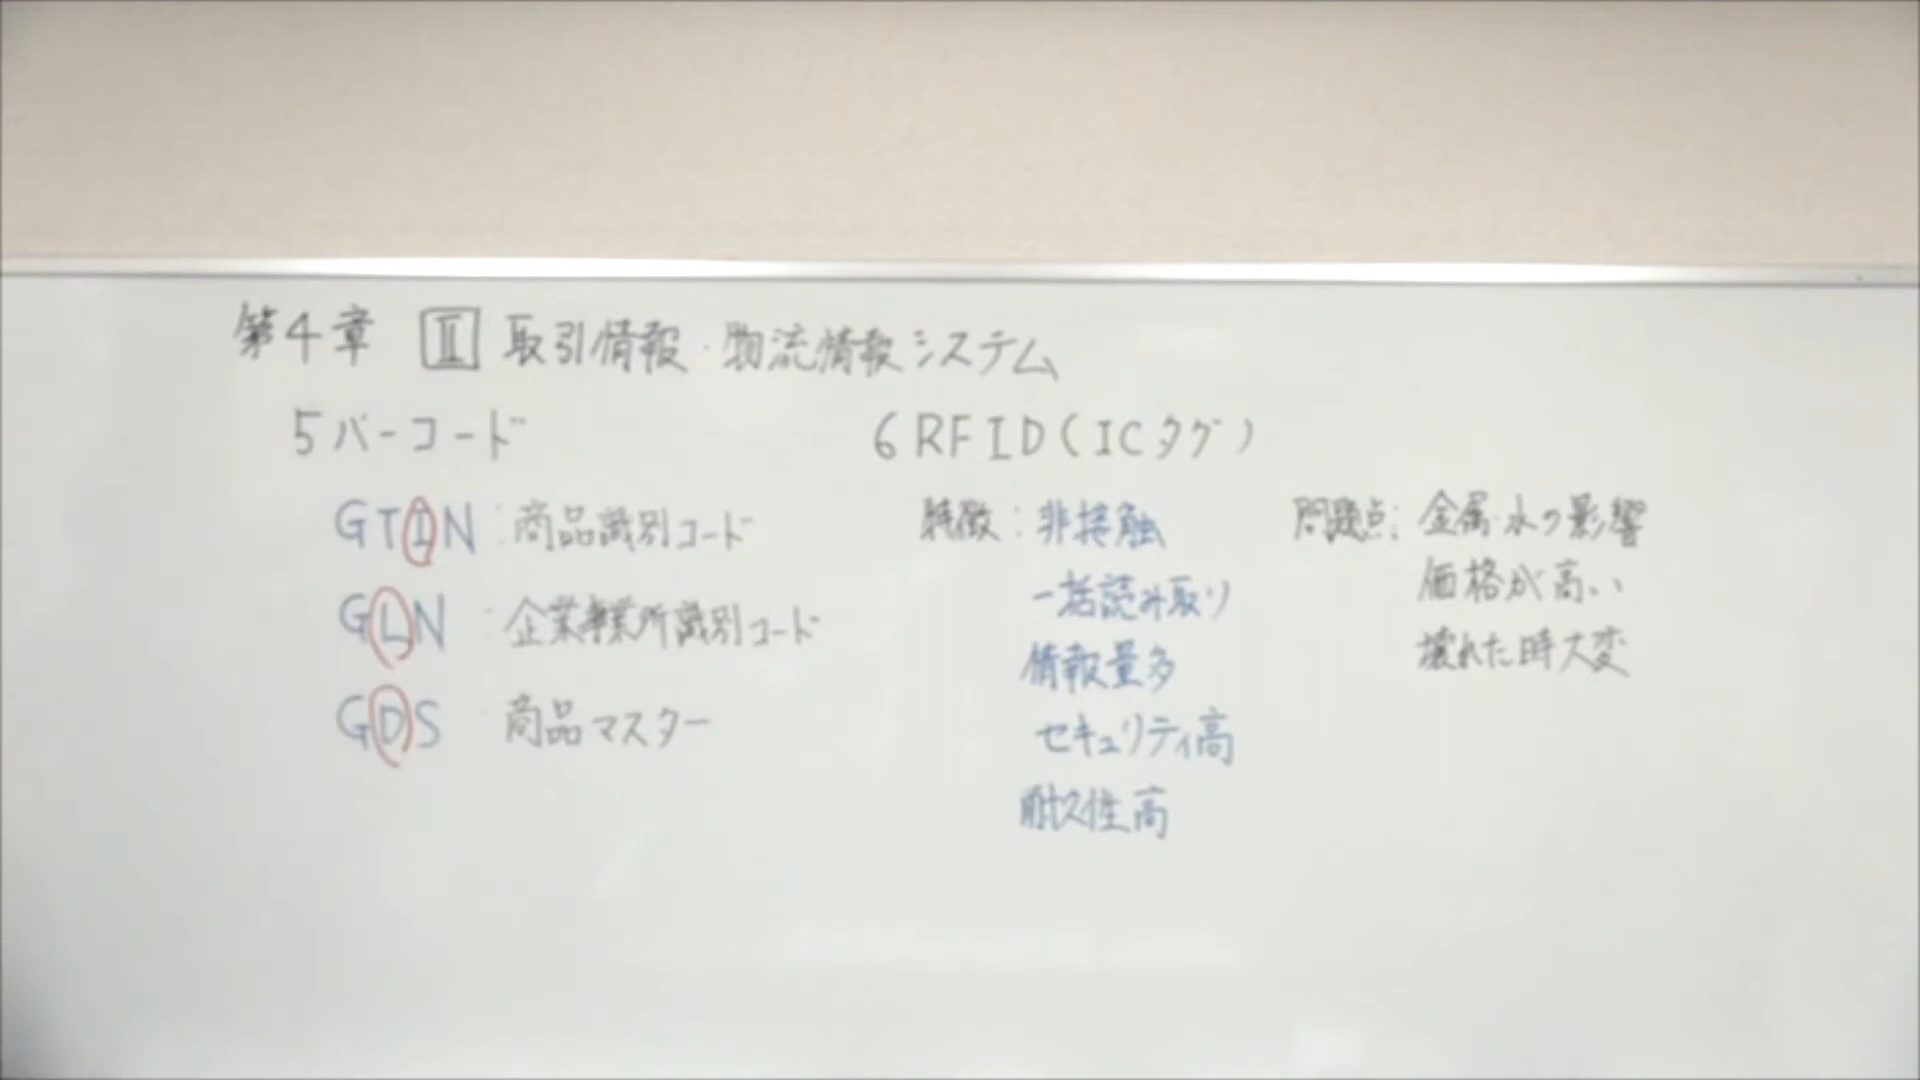 第4章 Ⅲ 取引情報・物流情報システム
5 バーコード
GTIN:商品識別コード
GLN:企業事業所識別コード
GDS:商品マスター
6 RFID(ICタグ)
特徴:非接触
一括読み取り
情報量多
セキュリティ高
耐久性高
問題点:金属・水の影響
価格が高い
壊れた時大変